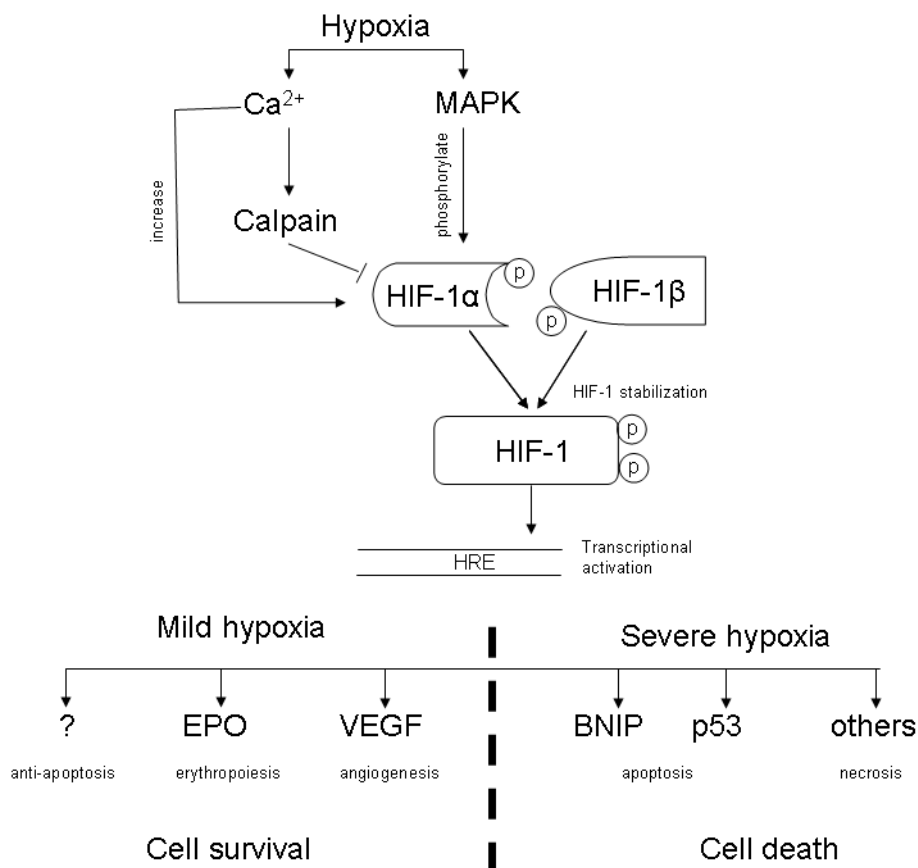 Hypoxia
Ca²⁺
MAPK
increase
phosphorylate
Calpain
HIF-1α
p
HIF-1β
p
HIF-1 stabilization
HIF-1
p
p
HRE
Transcriptional
activation
Mild hypoxia
Severe hypoxia
?
EPO
VEGF
BNIP
p53
others
anti-apoptosis
erythropoiesis
angiogenesis
apoptosis
necrosis
Cell survival
Cell death